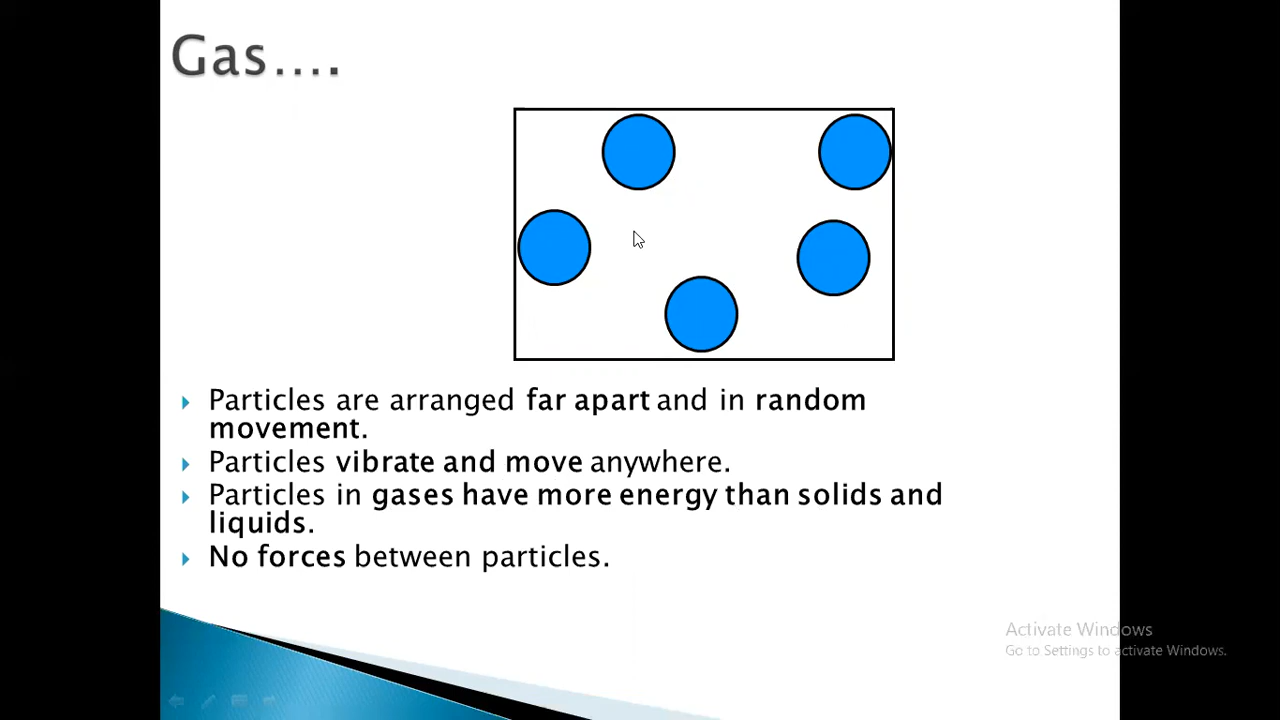 Gas....
Particles are arranged far apart and in random
movement.
Particles vibrate and move anywhere.
Particles in gases have more energy than solids and
liquids.
No forces between particles.
Activate Windows
Go to Settings to activate Windows.